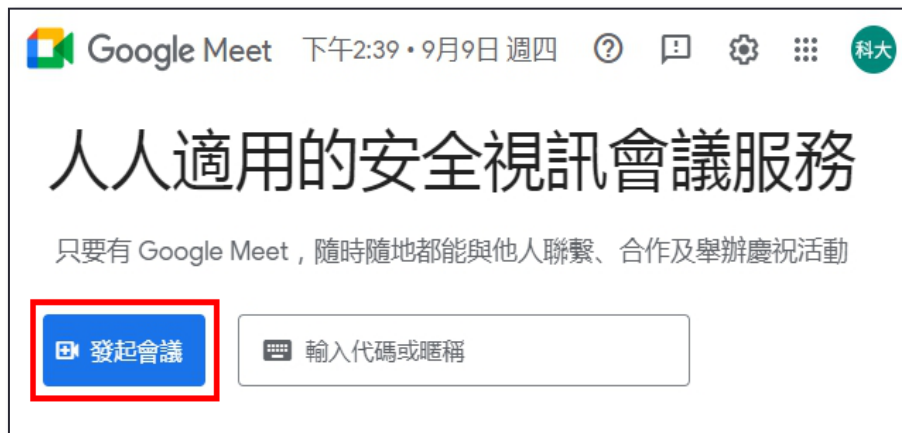 Google Meet 下午2:39 • 9月9日 週四 科大
人人適用的安全視訊會議服務
只要有 Google Meet，隨時隨地都能與他人聯繫、合作及舉辦慶祝活動
發起會議 輸入代碼或暱稱